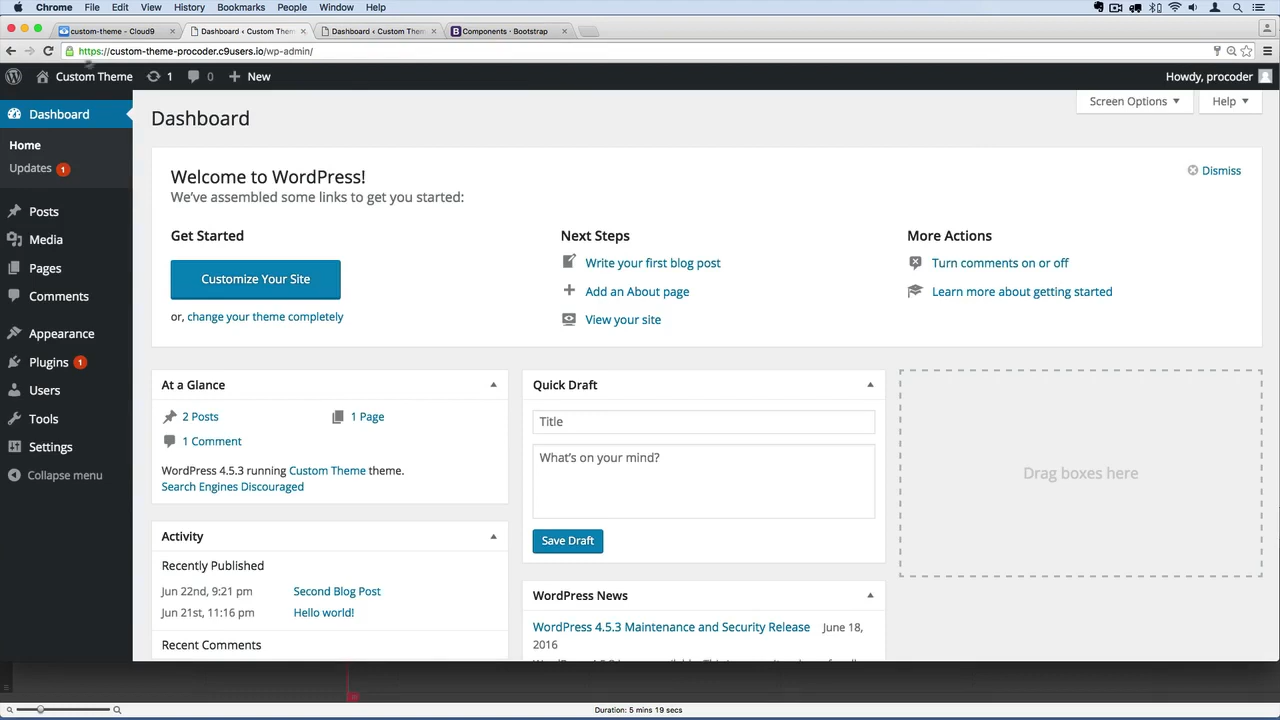 Chrome File Edit View History Bookmarks People Window Help
custom-theme - Cloud9 Dashboard ‹ Custom Them Dashboard ‹ Custom Them Components · Bootstrap
https://custom-theme-procoder.c9users.io/wp-admin/
Custom Theme 1 0 New Howdy, procoder
Dashboard
Home
Updates 1
Posts
Media
Pages
Comments
Appearance
Plugins 1
Users
Tools
Settings
Collapse menu
Screen Options Help
Dashboard
Welcome to WordPress! Dismiss
We've assembled some links to get you started:
Get Started
Customize Your Site
or, change your theme completely
Next Steps
Write your first blog post
Add an About page
View your site
More Actions
Turn comments on or off
Learn more about getting started
At a Glance
2 Posts 1 Page
1 Comment
WordPress 4.5.3 running Custom Theme theme.
Search Engines Discouraged
Activity
Recently Published
Jun 22nd, 9:21 pm Second Blog Post
Jun 21st, 11:16 pm Hello world!
Recent Comments
Quick Draft
Title
What's on your mind?
Save Draft
WordPress News
WordPress 4.5.3 Maintenance and Security Release June 18,
2016
Drag boxes here
Duration: 5 mins 19 secs